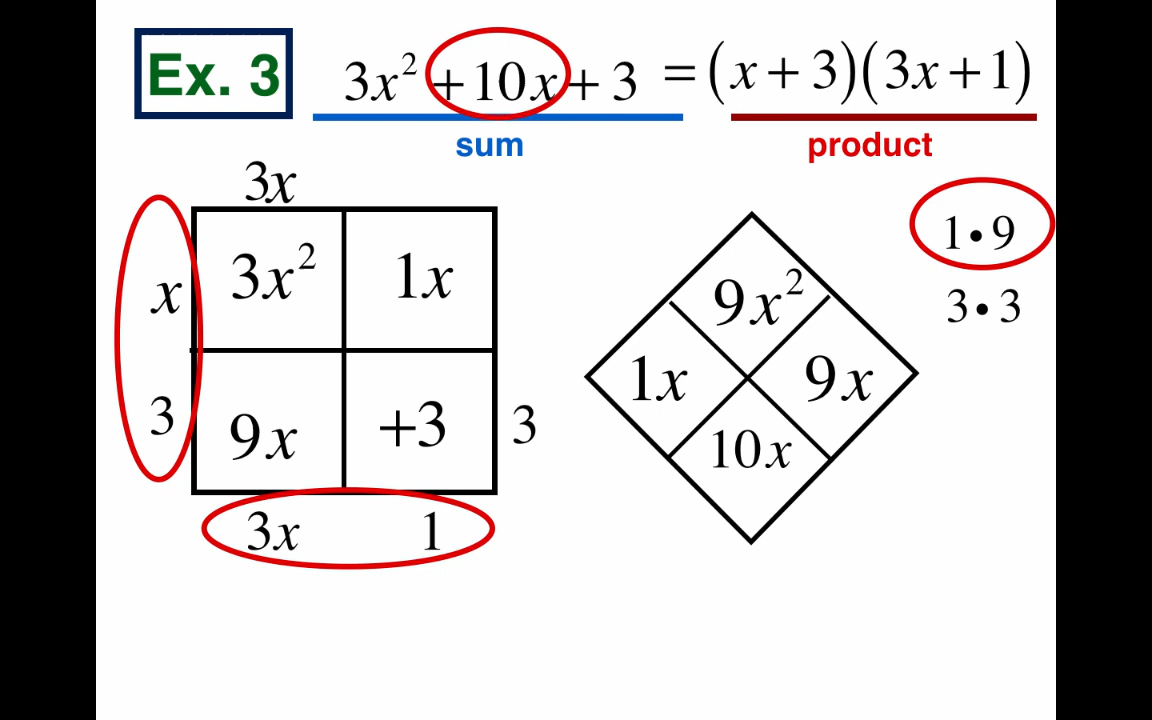 Ex. 3
3x² +10x + 3 = (x + 3)(3x + 1)
sum
product
3x
x
3x²
1x
3
9x
+3
3
3x
1
9x²
1x
9x
10x
1•9
3•3